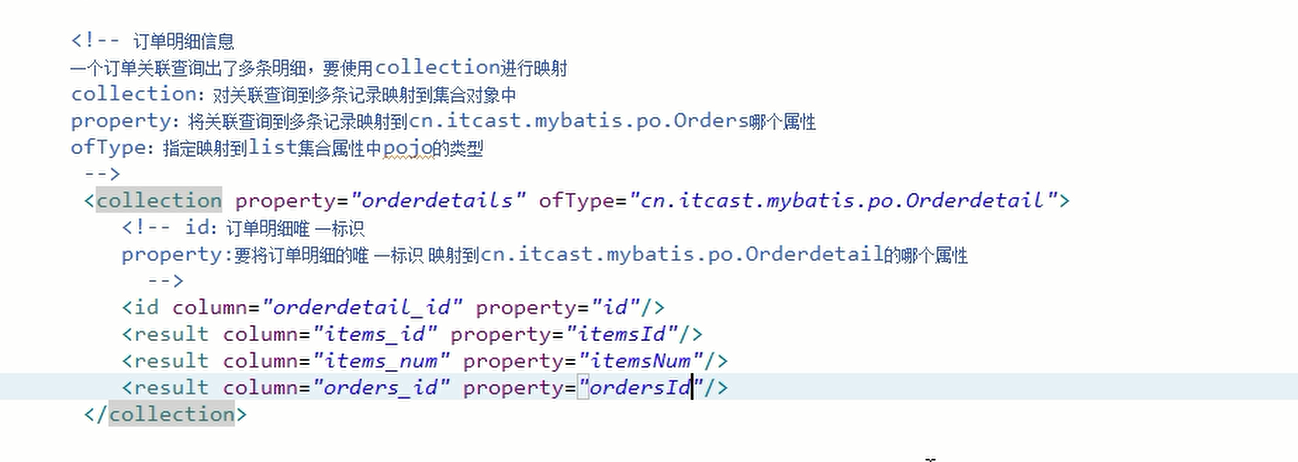 <!-- 订单明细信息
一个订单关联查询出了多条明细，要使用collection进行映射
collection：对关联查询到多条记录映射到集合对象中
property：将关联查询到多条记录映射到cn.itcast.mybatis.po.Orders哪个属性
ofType：指定映射到list集合属性中pojo的类型
-->
<collection property="orderdetails" ofType="cn.itcast.mybatis.po.Orderdetail">
<!-- id：订单明细唯 一标识
property:要将订单明细的唯 一标识 映射到cn.itcast.mybatis.po.Orderdetail的哪个属性
-->
<id column="orderdetail_id" property="id"/>
<result column="items_id" property="itemsId"/>
<result column="items_num" property="itemsNum"/>
<result column="orders_id" property="ordersId"/>
</collection>